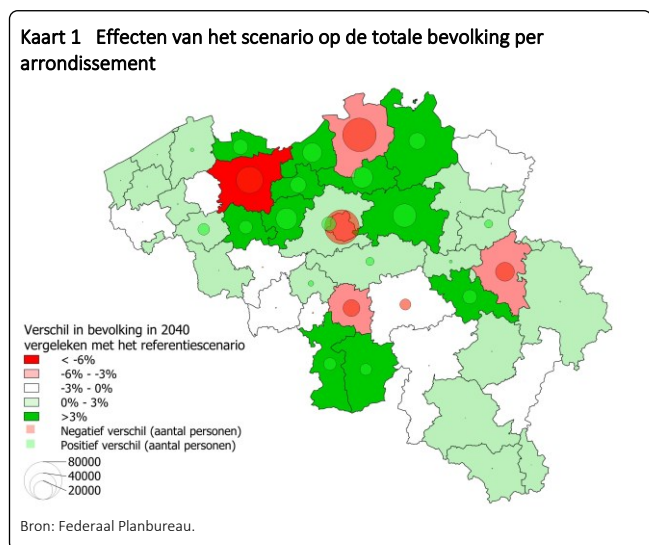 Kaart 1 Effecten van het scenario op de totale bevolking per
arrondissement
Verschil in bevolking in 2040
vergeleken met het referentiescenario
< -6%
-6% - -3%
-3% - 0%
0% - 3%
>3%
Negatief verschil (aantal personen)
Positief verschil (aantal personen)
80000
40000
20000
Bron: Federaal Planbureau.